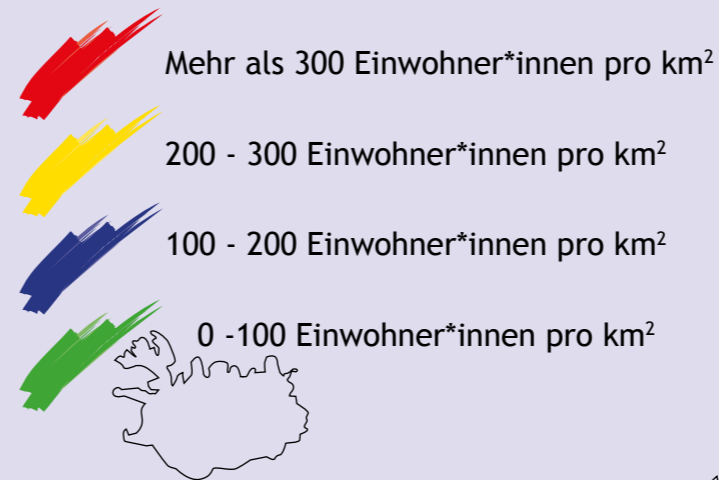 Mehr als 300 Einwohner*innen pro km²
200 - 300 Einwohner*innen pro km²
100 - 200 Einwohner*innen pro km²
0 -100 Einwohner*innen pro km²